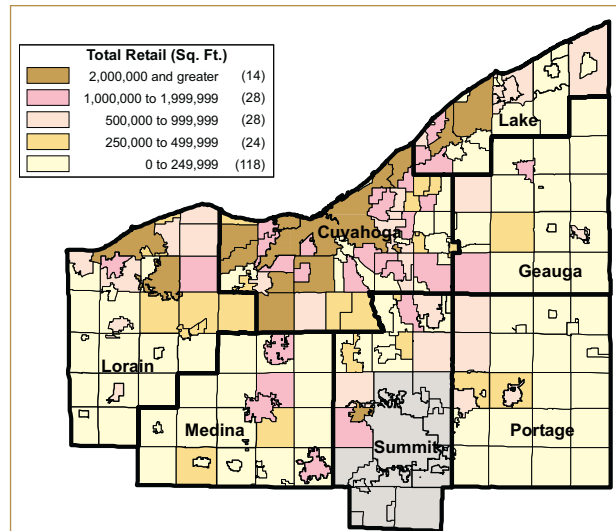 Total Retail (Sq. Ft.)
2,000,000 and greater (14)
1,000,000 to 1,999,999 (28)
500,000 to 999,999 (28)
250,000 to 499,999 (24)
0 to 249,999 (118)
Lake
Cuyahoga
Geauga
Lorain
Medina
Summit
Portage